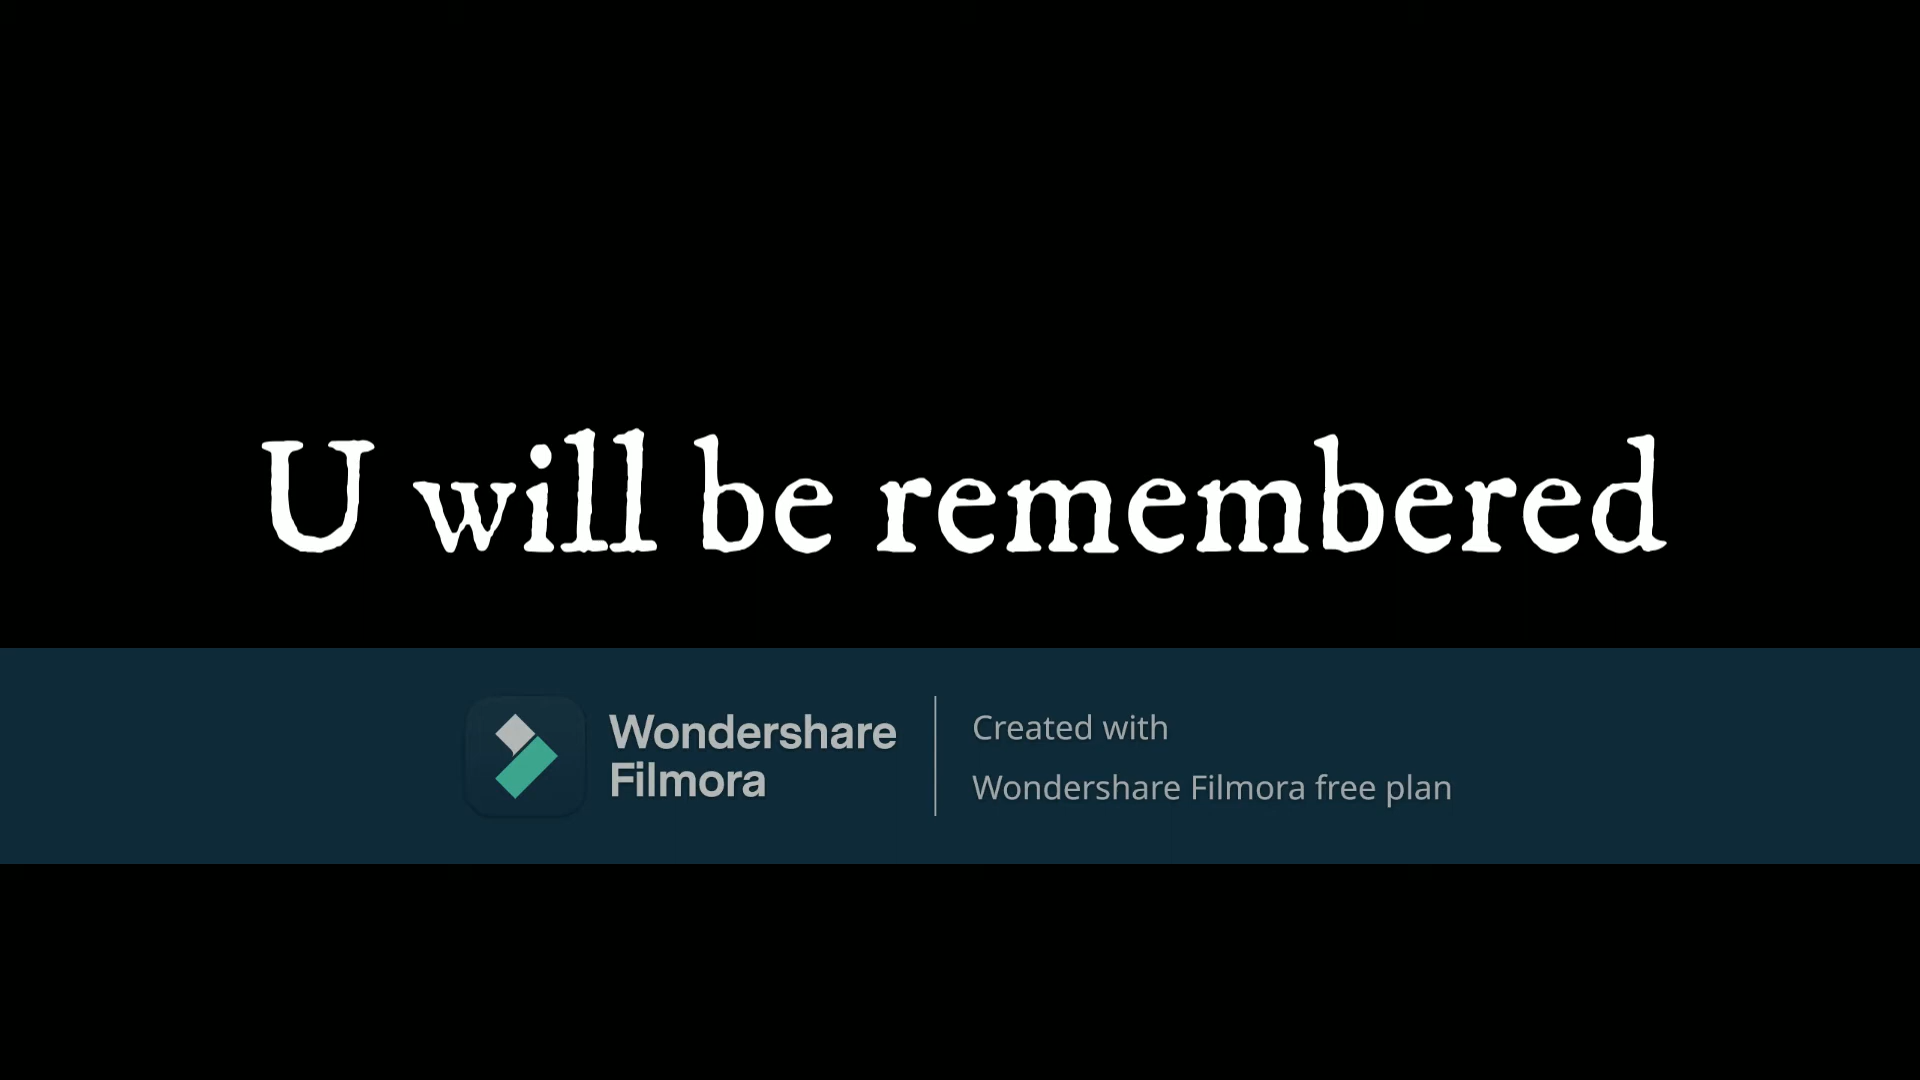 U will be remembered
Wondershare
Filmora
Created with
Wondershare Filmora free plan